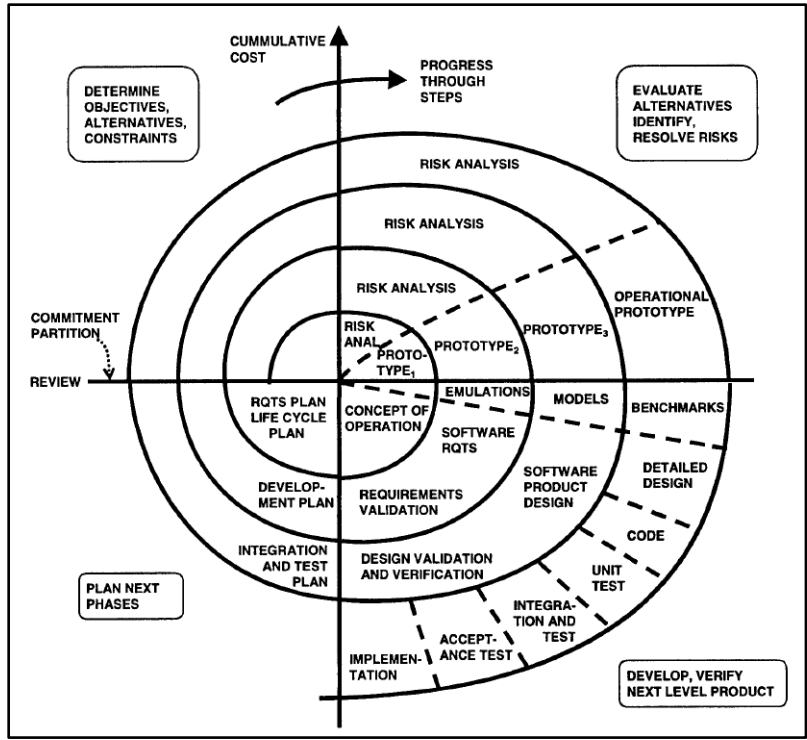 CUMMULATIVE
COST
PROGRESS
THROUGH
STEPS
DETERMINE
OBJECTIVES,
ALTERNATIVES,
CONSTRAINTS
EVALUATE
ALTERNATIVES
IDENTIFY,
RESOLVE RISKS
RISK ANALYSIS
RISK ANALYSIS
RISK ANALYSIS
RISK
ANAL.
PROTO-
TYPE1
PROTOTYPE2
PROTOTYPE3
OPERATIONAL
PROTOTYPE
COMMITMENT
PARTITION
REVIEW
EMULATIONS
MODELS
BENCHMARKS
RQTS PLAN
LIFE CYCLE
PLAN
CONCEPT OF
OPERATION
SOFTWARE
RQTS
SOFTWARE
PRODUCT
DESIGN
DETAILED
DESIGN
DEVELOP-
MENT PLAN
REQUIREMENTS
VALIDATION
CODE
INTEGRATION
AND TEST
PLAN
DESIGN VALIDATION
AND VERIFICATION
UNIT
TEST
INTEGRA-
TION AND
TEST
ACCEPT-
ANCE TEST
IMPLEMEN-
TATION
PLAN NEXT
PHASES
DEVELOP, VERIFY
NEXT LEVEL PRODUCT